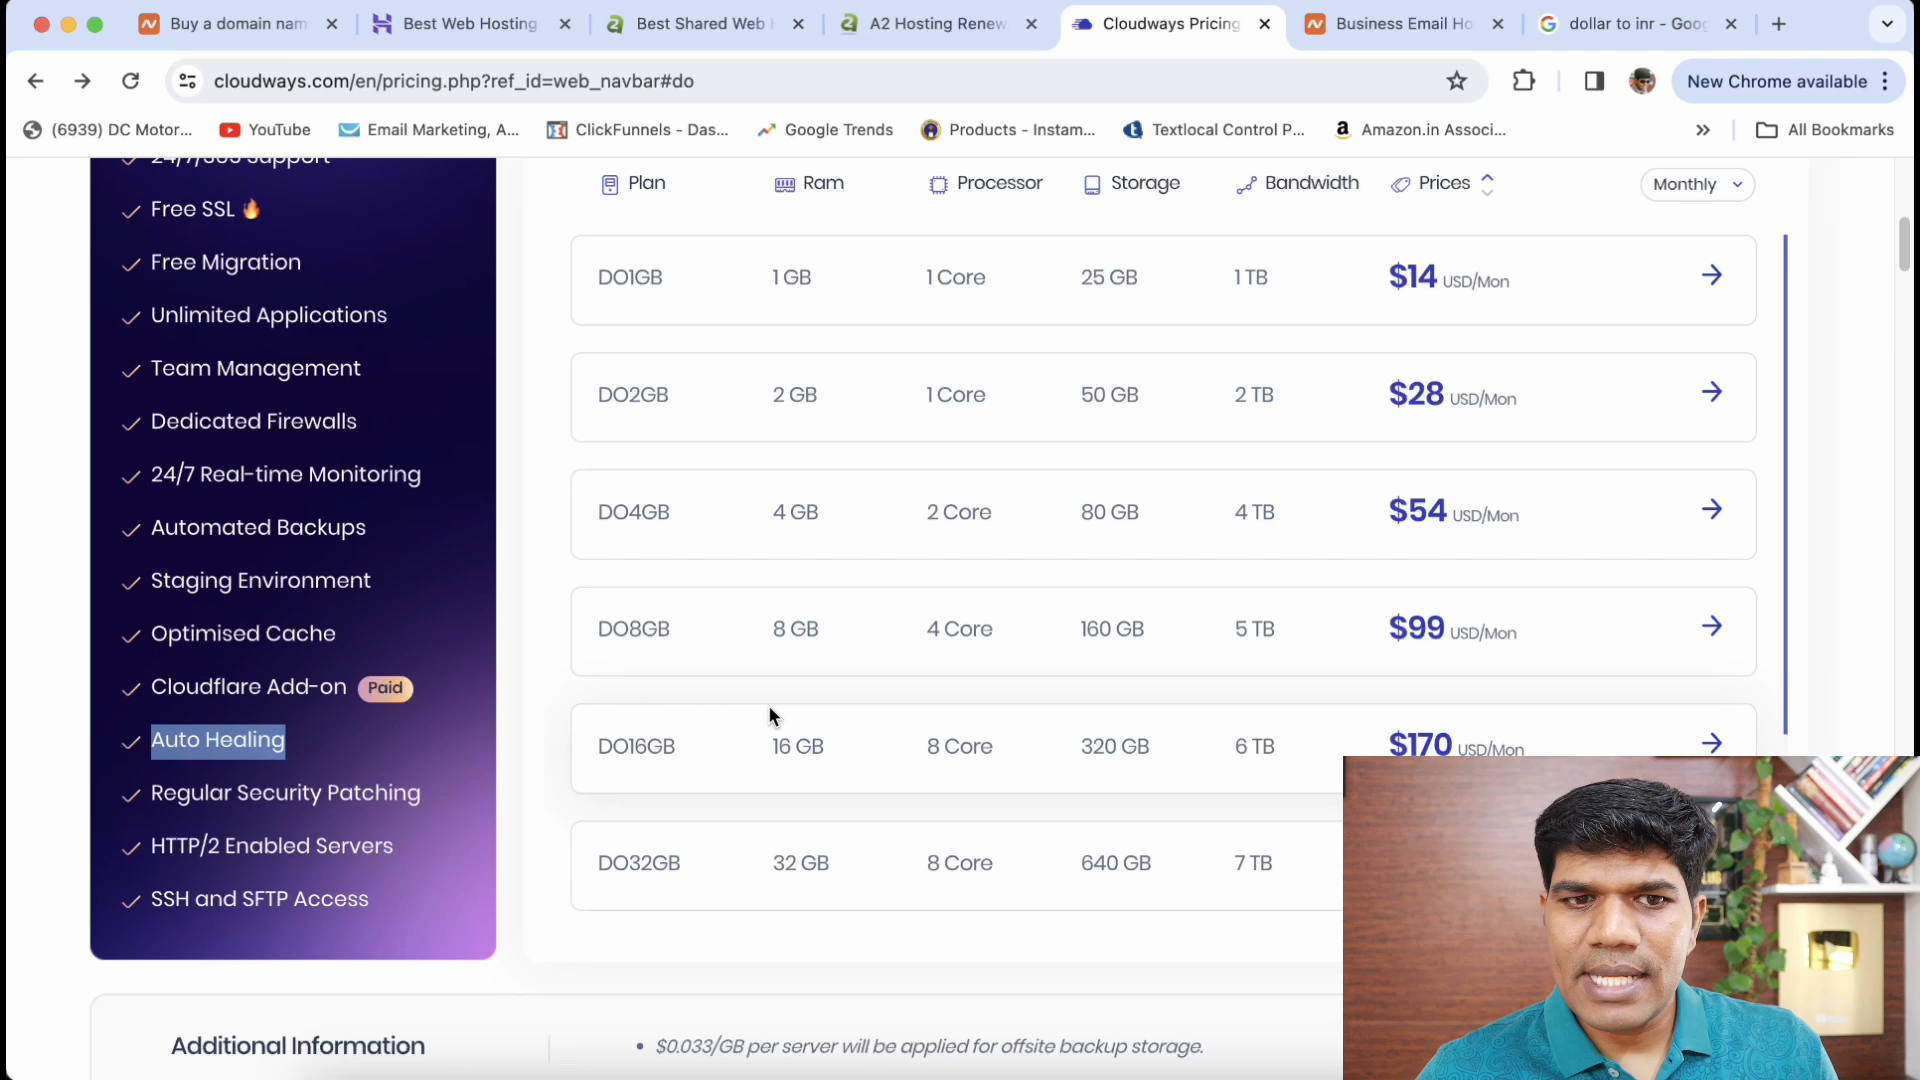 Buy a domain nam
Best Web Hosting
Best Shared Web H
A2 Hosting Renew
Cloudways Pricing
Business Email Ho
dollar to inr - Goog
cloudways.com/en/pricing.php?ref_id=web_navbar#do
New Chrome available
(6939) DC Motor...
YouTube
Email Marketing, A...
ClickFunnels - Das...
Google Trends
Products - Instam...
Textlocal Control P...
Amazon.in Associ...
All Bookmarks
24/7/365 Support
Free SSL 🔥
Free Migration
Unlimited Applications
Team Management
Dedicated Firewalls
24/7 Real-time Monitoring
Automated Backups
Staging Environment
Optimised Cache
Cloudflare Add-on Paid
Auto Healing
Regular Security Patching
HTTP/2 Enabled Servers
SSH and SFTP Access
Plan Ram Processor Storage Bandwidth Prices Monthly
DO1GB 1 GB 1 Core 25 GB 1 TB $14 USD/Mon
DO2GB 2 GB 1 Core 50 GB 2 TB $28 USD/Mon
DO4GB 4 GB 2 Core 80 GB 4 TB $54 USD/Mon
DO8GB 8 GB 4 Core 160 GB 5 TB $99 USD/Mon
DO16GB 16 GB 8 Core 320 GB 6 TB $170 USD/Mon
DO32GB 32 GB 8 Core 640 GB 7 TB
Additional Information
• $0.033/GB per server will be applied for offsite backup storage.